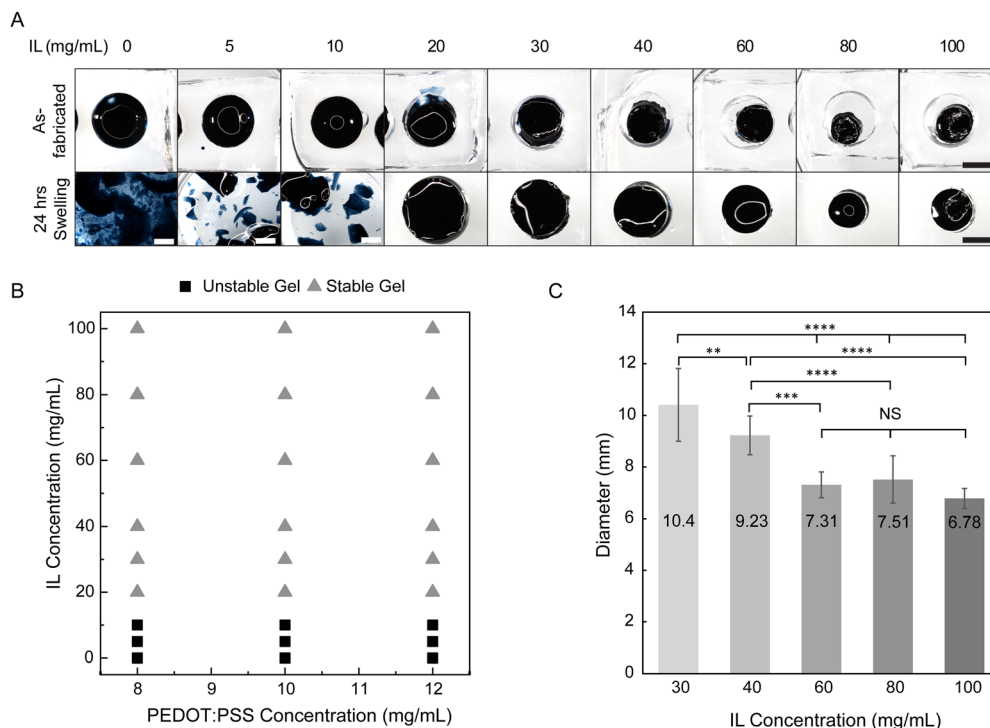 A
IL (mg/mL) 0 5 10 20 30 40 60 80 100
As-
fabricated
24 hrs
Swelling
B
■ Unstable Gel ▲ Stable Gel
100
80
60
40
20
0
IL Concentration (mg/mL)
8 9 10 11 12
PEDOT:PSS Concentration (mg/mL)
C
14
12
10
8
6
4
2
0
Diameter (mm)
****
** ****
****
***
NS
10.4 9.23 7.31 7.51 6.78
30 40 60 80 100
IL Concentration (mg/mL)